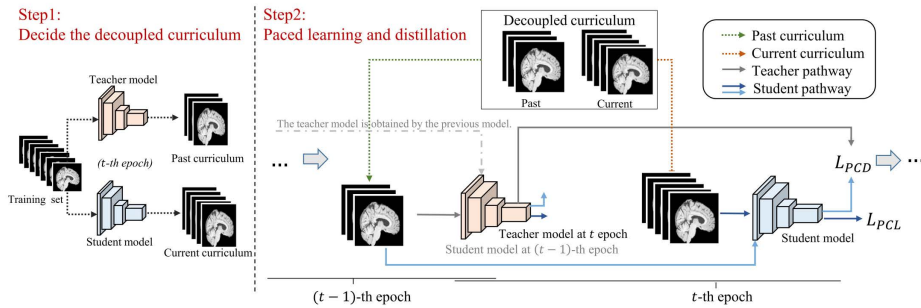 Step1:
Decide the decoupled curriculum
Teacher model
(t-th epoch)
Past curriculum
Training set
Student model
Current curriculum
Step2:
Paced learning and distillation
Decoupled curriculum
Past
Current
Past curriculum
Current curriculum
Teacher pathway
Student pathway
The teacher model is obtained by the previous model.
...
L_PCD
...
Teacher model at t epoch
Student model at (t − 1)-th epoch
Student model
L_PCL
(t − 1)-th epoch
t-th epoch